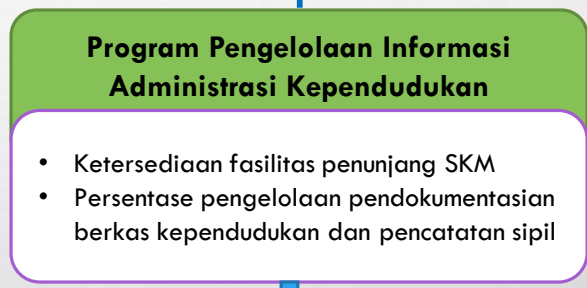 Program Pengelolaan Informasi
Administrasi Kependudukan
• Ketersediaan fasilitas penunjang SKM
• Persentase pengelolaan pendokumentasian
berkas kependudukan dan pencatatan sipil